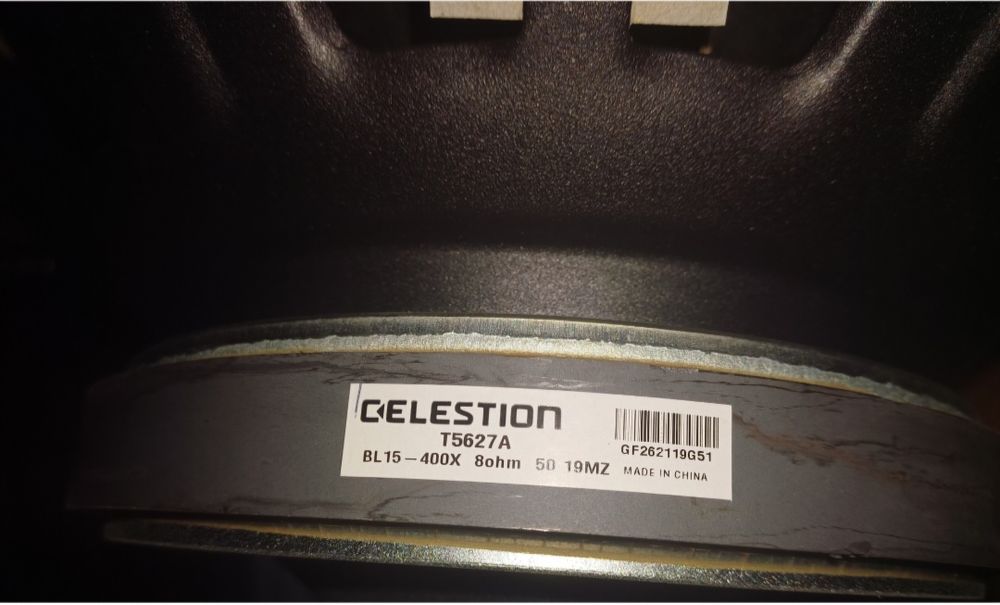 CELESTION
T5627A
BL15-400X 8ohm 50 19MZ
GF262119G51
MADE IN CHINA